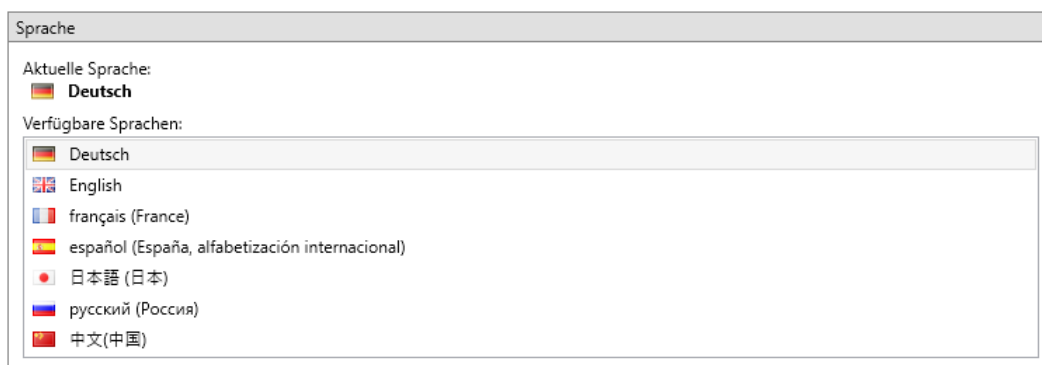 Sprache
Aktuelle Sprache:
Deutsch
Verfügbare Sprachen:
Deutsch
English
français (France)
español (España, alfabetización internacional)
日本語 (日本)
русский (Россия)
中文(中国)